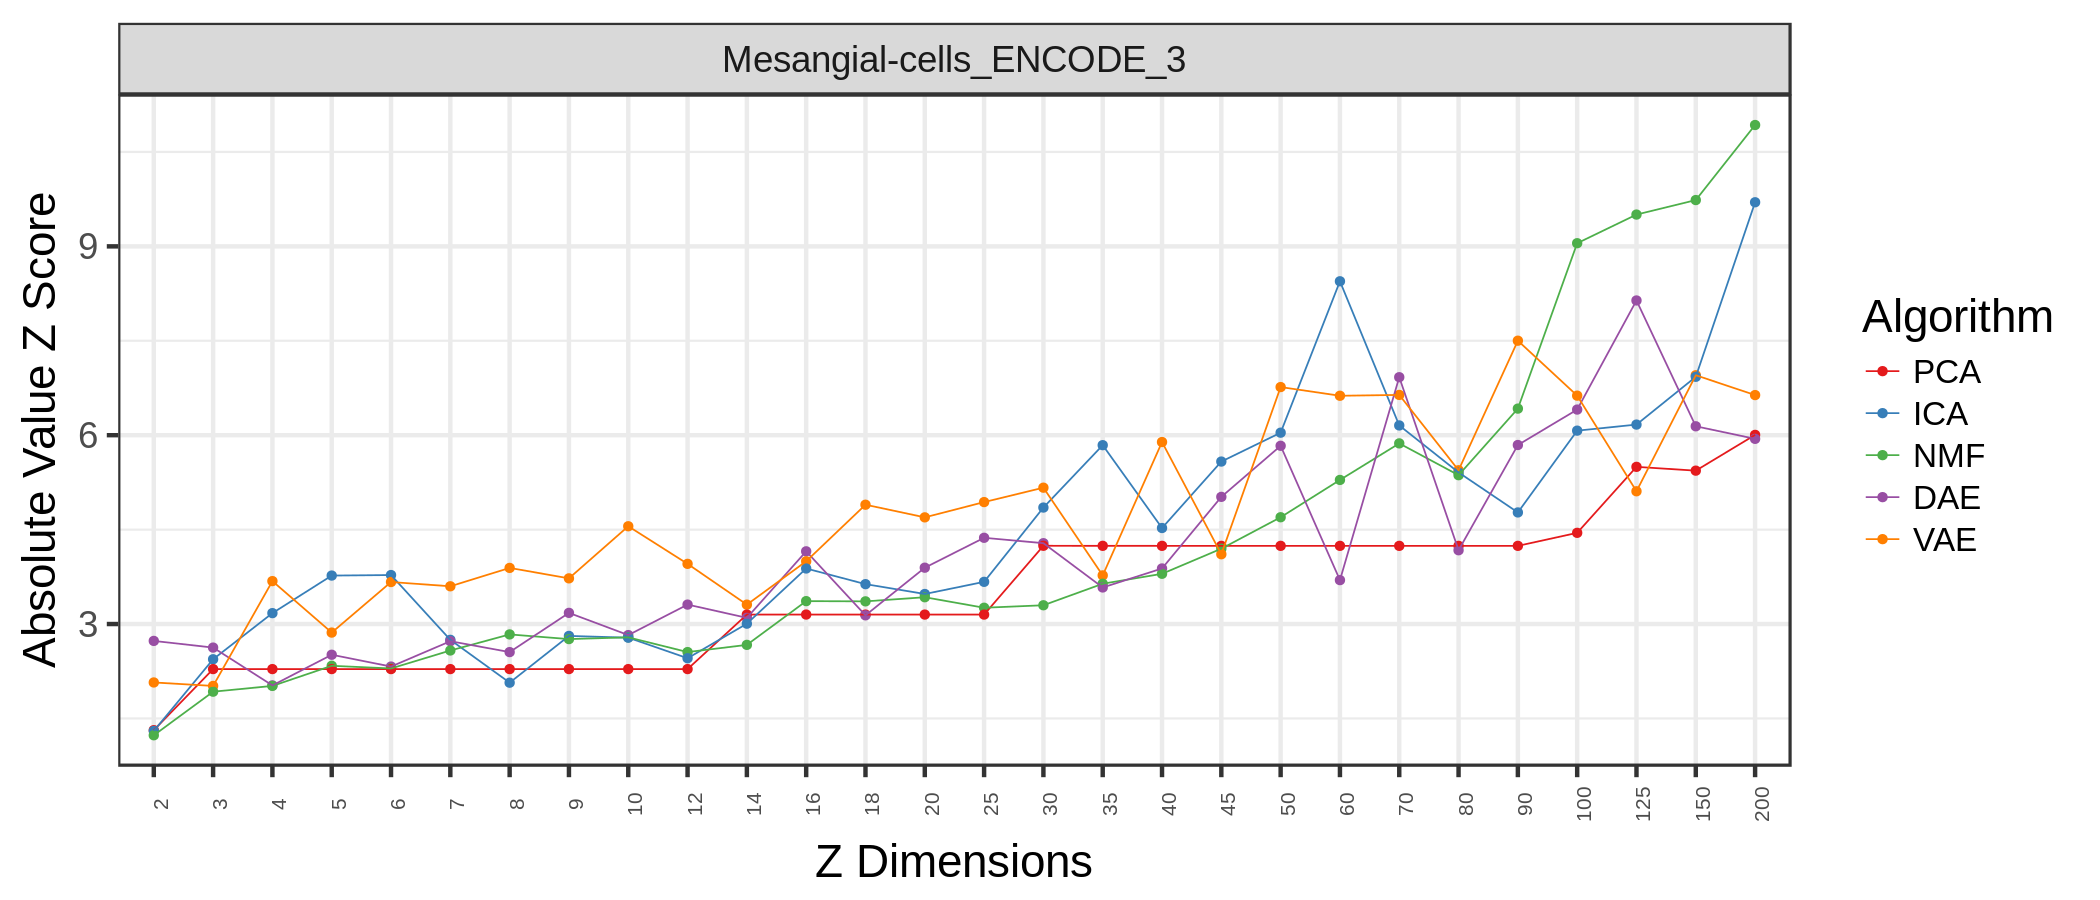 Mesangial-cells_ENCODE_3
Absolute Value Z Score
9
6
3
2 3 4 5 6 7 8 9 10 12 14 16 18 20 25 30 35 40 45 50 60 70 80 90 100 125 150 200
Z Dimensions
Algorithm
PCA
ICA
NMF
DAE
VAE